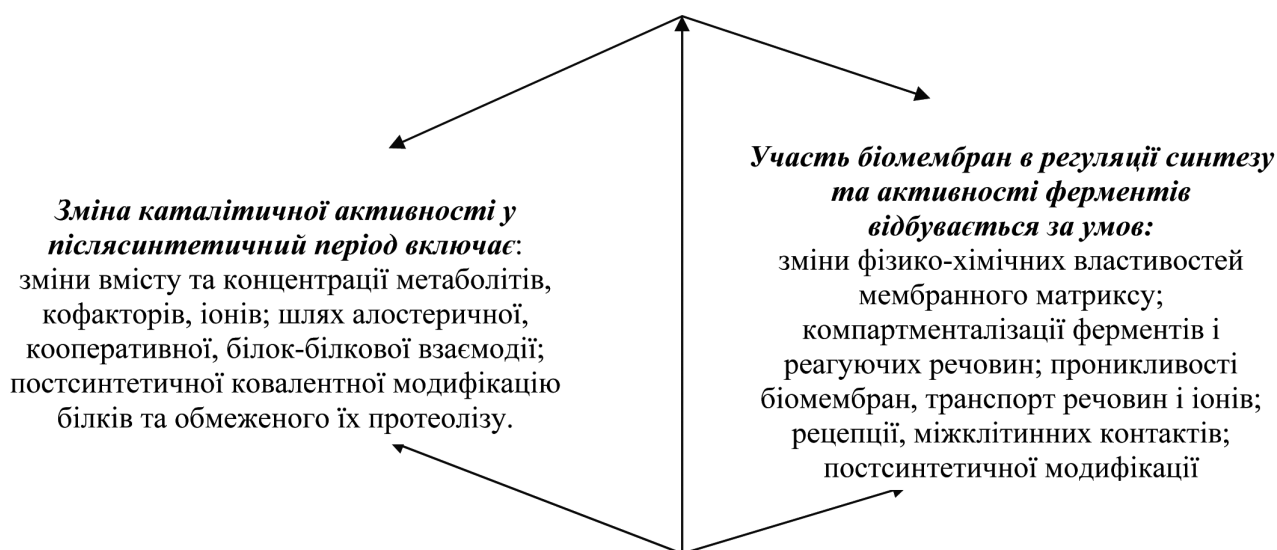 Зміна каталітичної активності у
післясинтетичний період включає:
зміни вмісту та концентрації метаболітів,
кофакторів, іонів; шлях алостеричної,
кооперативної, білок-білкової взаємодії;
постсинтетичної ковалентної модифікацію
білків та обмеженого їх протеолізу.
Участь біомембран в регуляції синтезу
та активності ферментів
відбувається за умов:
зміни фізико-хімічних властивостей
мембранного матриксу;
компартменталізації ферментів і
реагуючих речовин; проникливості
біомембран, транспорт речовин і іонів;
рецепції, міжклітинних контактів;
постсинтетичної модифікації